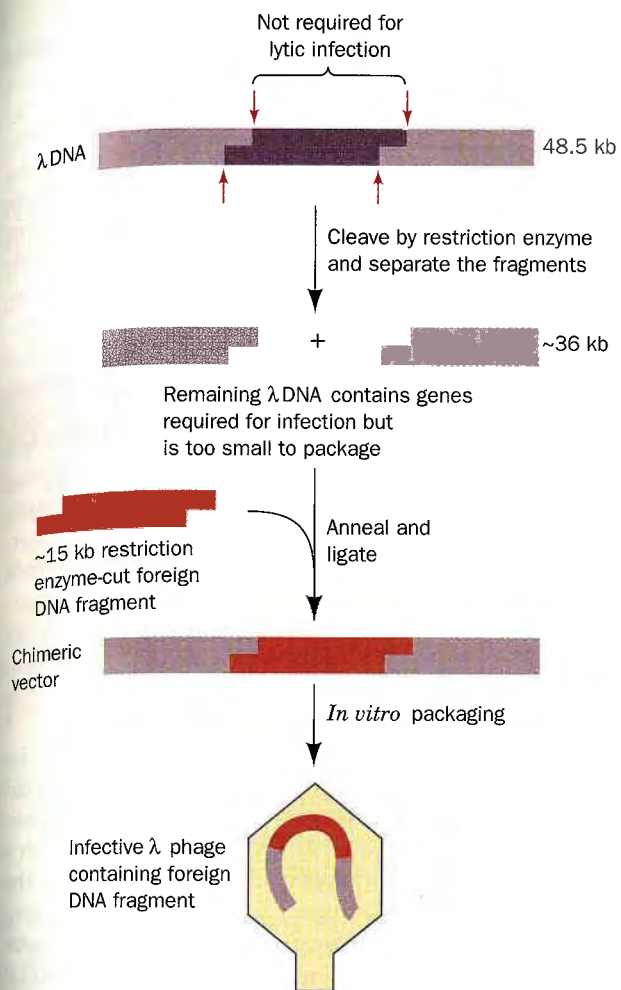 Not required for
lytic infection
λ DNA
48.5 kb
Cleave by restriction enzyme
and separate the fragments
+
~36 kb
Remaining λ DNA contains genes
required for infection but
is too small to package
~15 kb restriction
enzyme-cut foreign
DNA fragment
Anneal and
ligate
Chimeric
vector
In vitro packaging
Infective λ phage
containing foreign
DNA fragment